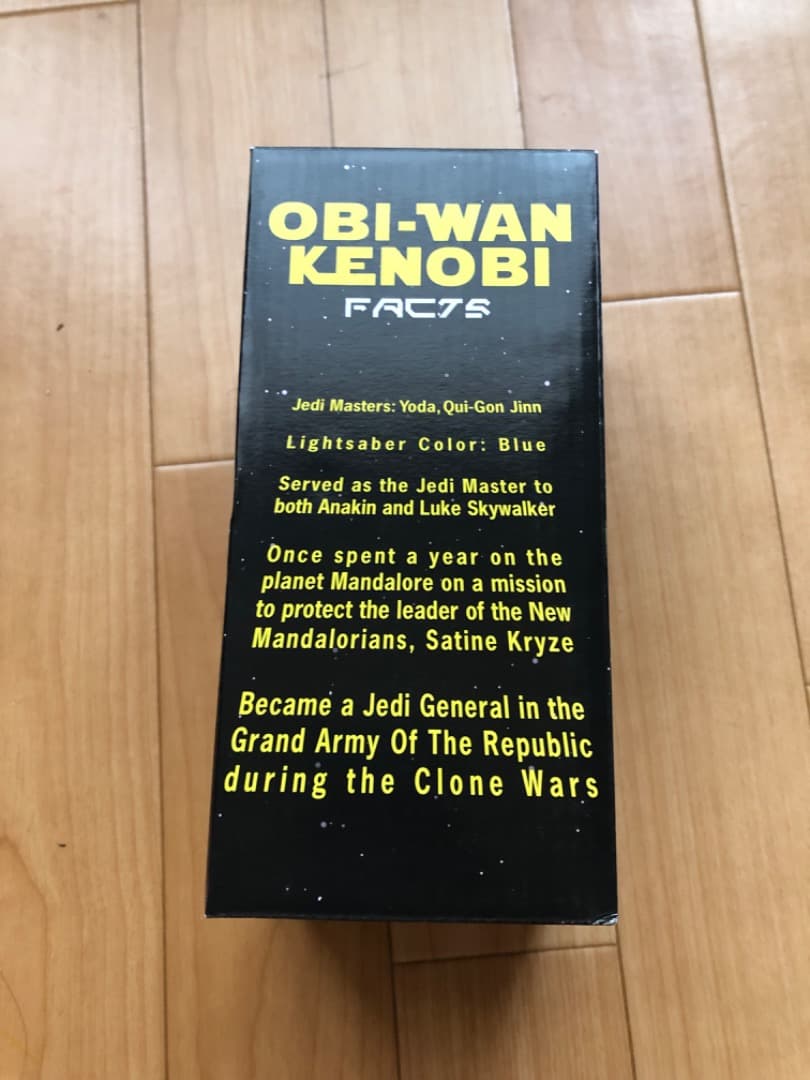 OBI-WAN
KENOBI
FACTS
Jedi Masters: Yoda, Qui-Gon Jinn
Lightsaber Color: Blue
Served as the Jedi Master to
both Anakin and Luke Skywalker
Once spent a year on the
planet Mandalore on a mission
to protect the leader of the New
Mandalorians, Satine Kryze
Became a Jedi General in the
Grand Army Of The Republic
during the Clone Wars